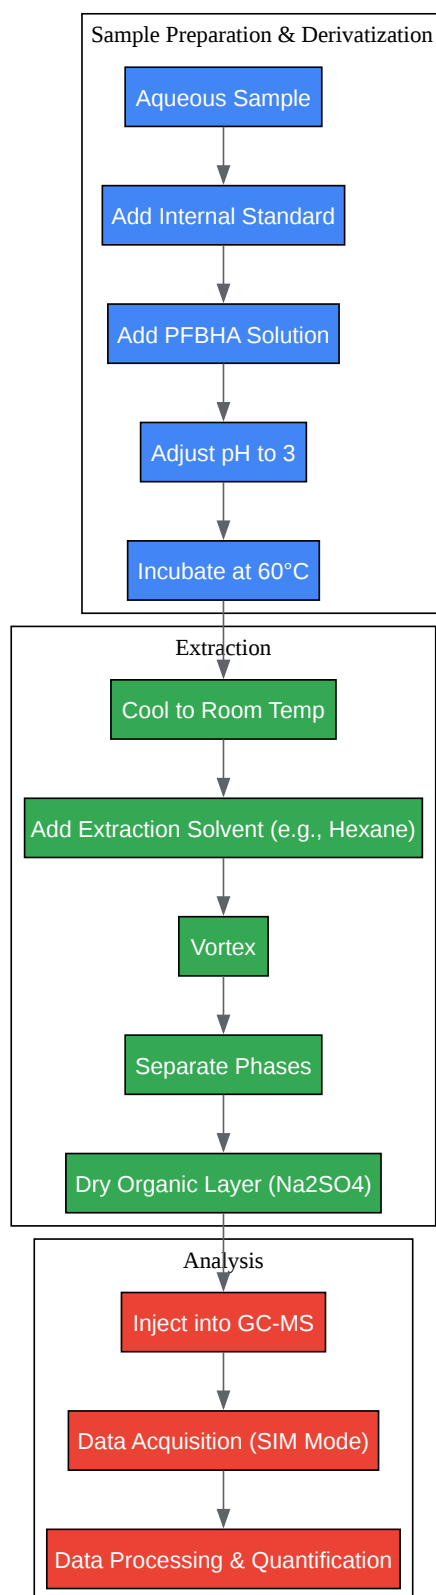 Sample Preparation & Derivatization
Aqueous Sample
Add Internal Standard
Add PFBHA Solution
Adjust pH to 3
Incubate at 60°C
Extraction
Cool to Room Temp
Add Extraction Solvent (e.g., Hexane)
Vortex
Separate Phases
Dry Organic Layer (Na2SO4)
Analysis
Inject into GC-MS
Data Acquisition (SIM Mode)
Data Processing & Quantification